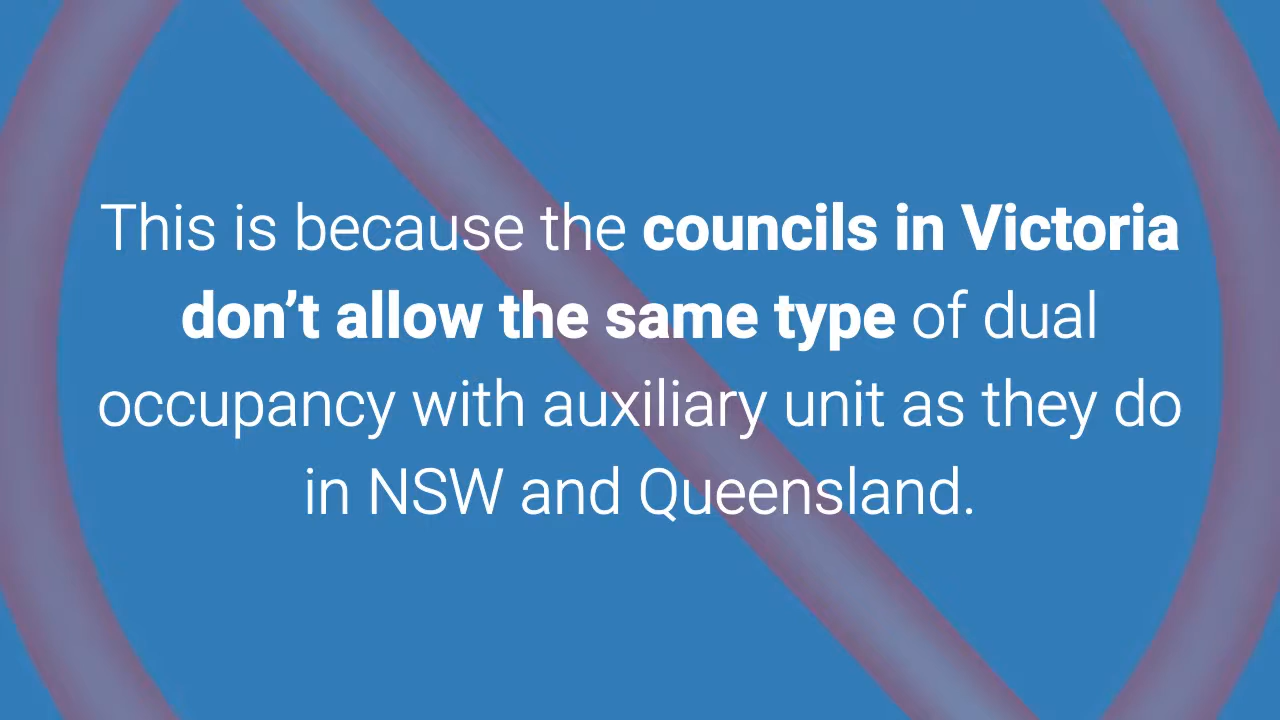 This is because the councils in Victoria
don’t allow the same type of dual
occupancy with auxiliary unit as they do
in NSW and Queensland.